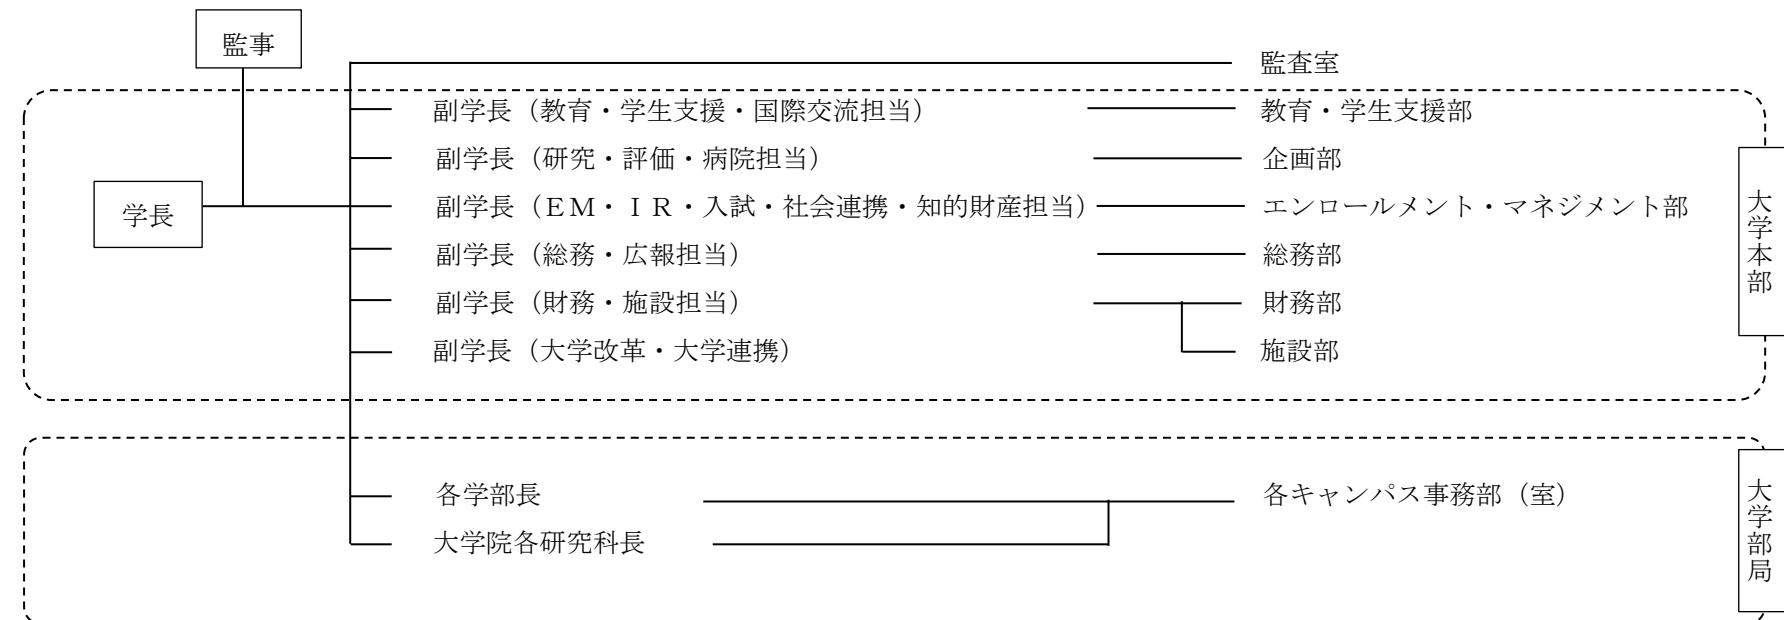 監事
監査室
副学長（教育・学生支援・国際交流担当）
教育・学生支援部
副学長（研究・評価・病院担当）
企画部
学長
副学長（ＥＭ・ＩＲ・入試・社会連携・知的財産担当）
エンロールメント・マネジメント部
副学長（総務・広報担当）
総務部
副学長（財務・施設担当）
財務部
副学長（大学改革・大学連携）
施設部
大学本部
各学部長
各キャンパス事務部（室）
大学院各研究科長
大学部局